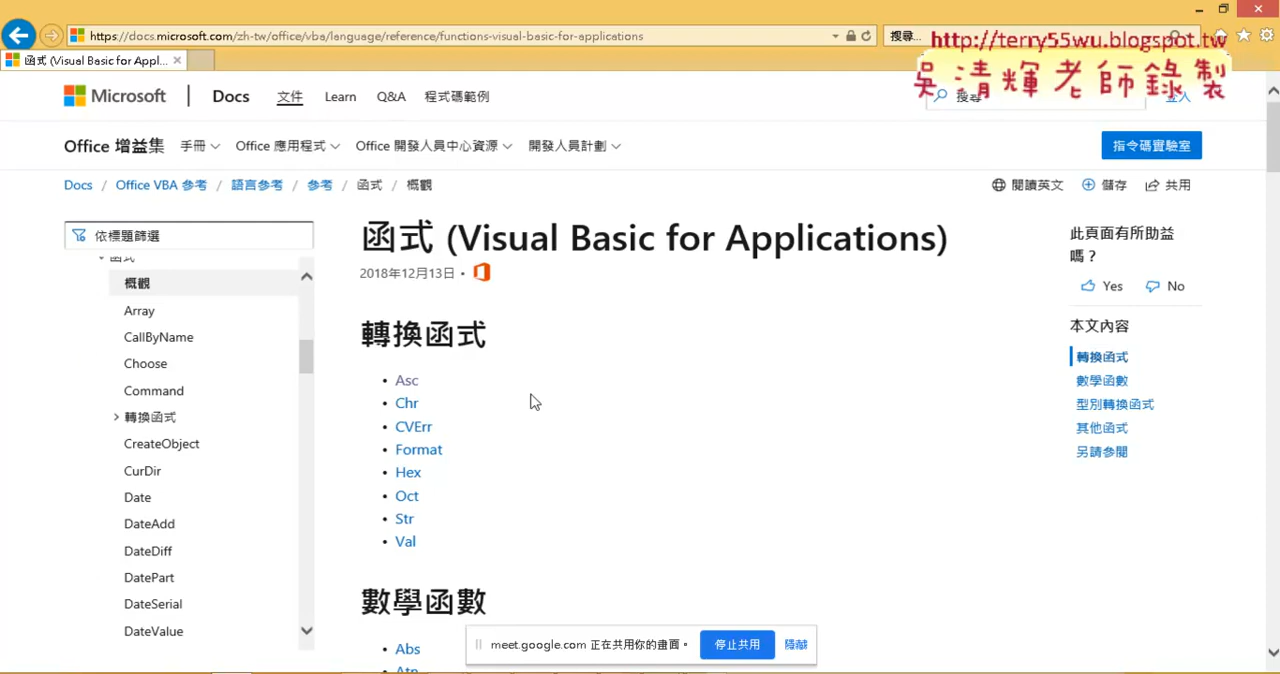 https://docs.microsoft.com/zh-tw/office/vba/language/reference/functions-visual-basic-for-applications
搜尋...
http://terry55wu.blogspot.tw
函式 (Visual Basic for Appl...
吳清輝老師錄製
Microsoft
Docs
文件
Learn
Q&A
程式碼範例
搜尋
登入
Office 增益集
手冊
Office 應用程式
Office 開發人員中心資源
開發人員計劃
指令碼實驗室
Docs / Office VBA 參考 / 語言參考 / 參考 / 函式 / 概觀
閱讀英文
儲存
共用
依標題篩選
函式
概觀
Array
CallByName
Choose
Command
轉換函式
CreateObject
CurDir
Date
DateAdd
DateDiff
DatePart
DateSerial
DateValue
函式 (Visual Basic for Applications)
2018年12月13日 •
轉換函式
• Asc
• Chr
• CVErr
• Format
• Hex
• Oct
• Str
• Val
數學函數
• Abs
• Atn
此頁面有所助益
嗎？
Yes
No
本文內容
轉換函式
數學函數
型別轉換函式
其他函式
另請參閱
meet.google.com 正在共用你的畫面。
停止共用
隱藏